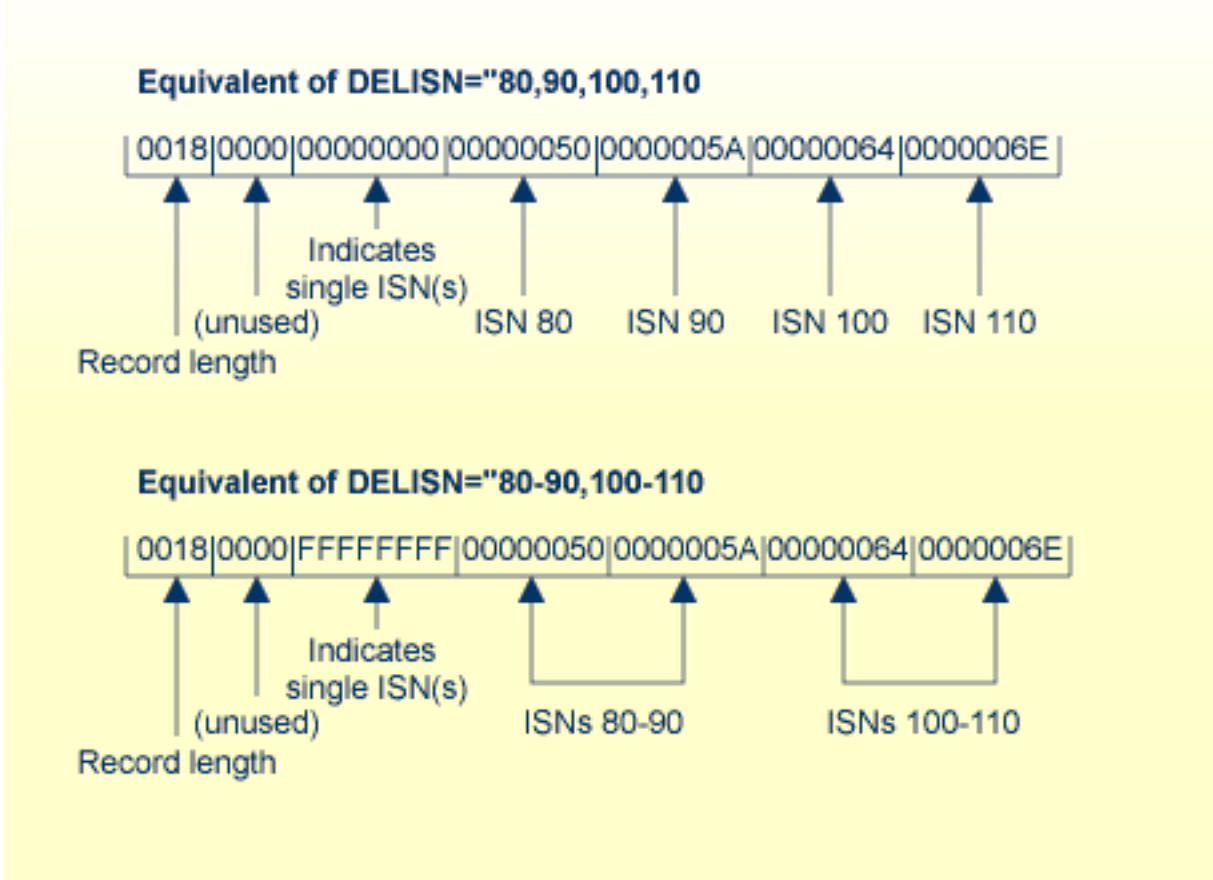 Equivalent of DELISN="80,90,100,110
0018|0000|00000000|00000050|0000005A|00000064|0000006E
Indicates
single ISN(s)
(unused)
ISN 80
ISN 90
ISN 100
ISN 110
Record length
Equivalent of DELISN="80-90,100-110
0018|0000|FFFFFFFF|00000050|0000005A|00000064|0000006E
Indicates
single ISN(s)
(unused)
ISNs 80-90
ISNs 100-110
Record length